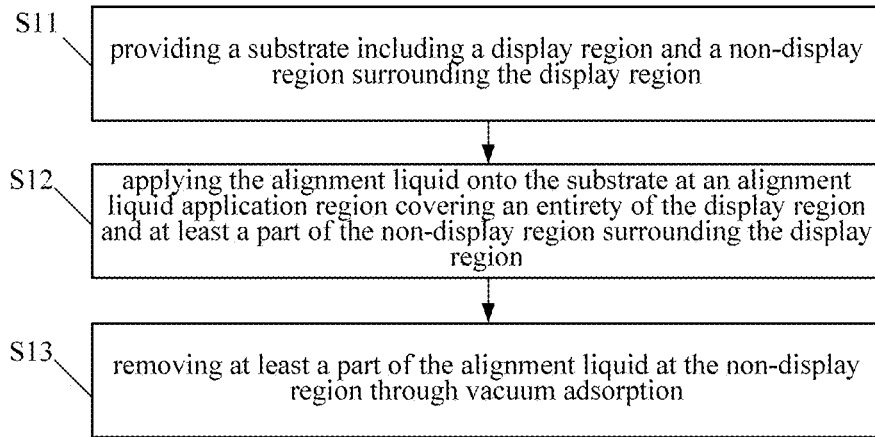 S11
providing a substrate including a display region and a non-display
region surrounding the display region
S12
applying the alignment liquid onto the substrate at an alignment
liquid application region covering an entirety of the display region
and at least a part of the non-display region surrounding the display
region
S13
removing at least a part of the alignment liquid at the non-display
region through vacuum adsorption